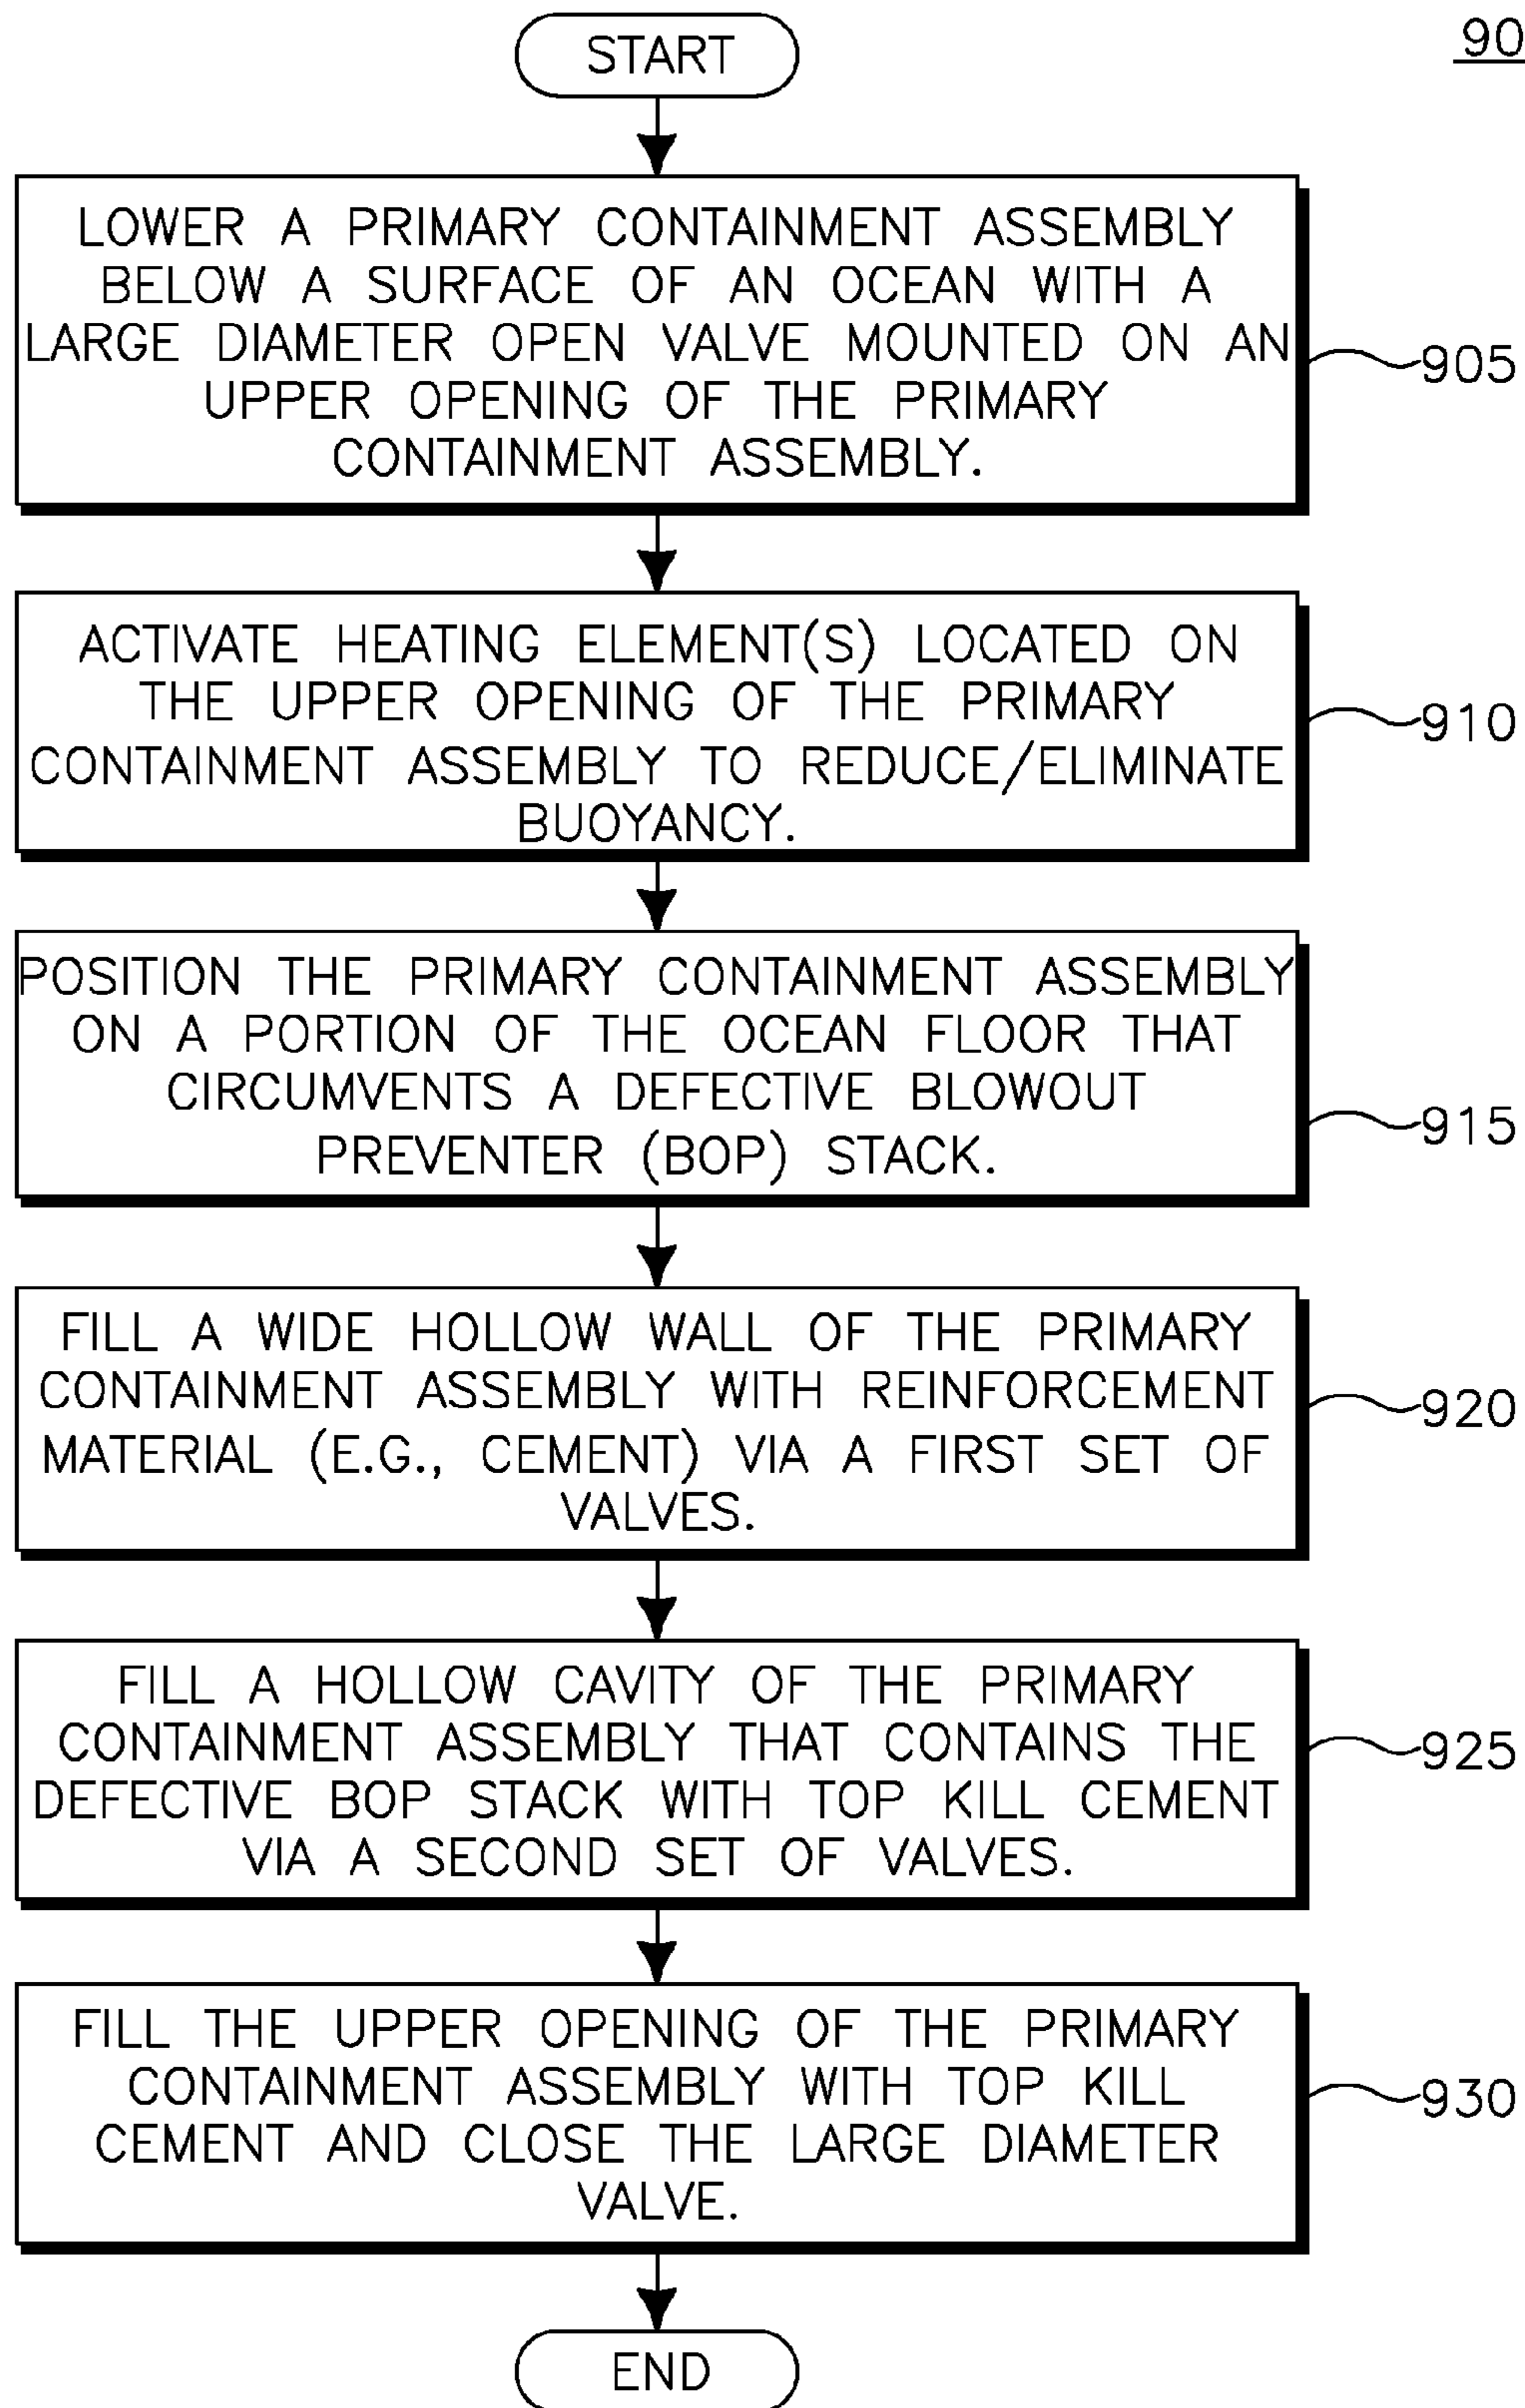 START
90
LOWER A PRIMARY CONTAINMENT ASSEMBLY
BELOW A SURFACE OF AN OCEAN WITH A
LARGE DIAMETER OPEN VALVE MOUNTED ON AN
UPPER OPENING OF THE PRIMARY
CONTAINMENT ASSEMBLY.
905
ACTIVATE HEATING ELEMENT(S) LOCATED ON
THE UPPER OPENING OF THE PRIMARY
CONTAINMENT ASSEMBLY TO REDUCE/ELIMINATE
BUOYANCY.
910
POSITION THE PRIMARY CONTAINMENT ASSEMBLY
ON A PORTION OF THE OCEAN FLOOR THAT
CIRCUMVENTS A DEFECTIVE BLOWOUT
PREVENTER (BOP) STACK.
915
FILL A WIDE HOLLOW WALL OF THE PRIMARY
CONTAINMENT ASSEMBLY WITH REINFORCEMENT
MATERIAL (E.G., CEMENT) VIA A FIRST SET OF
VALVES.
920
FILL A HOLLOW CAVITY OF THE PRIMARY
CONTAINMENT ASSEMBLY THAT CONTAINS THE
DEFECTIVE BOP STACK WITH TOP KILL CEMENT
VIA A SECOND SET OF VALVES.
925
FILL THE UPPER OPENING OF THE PRIMARY
CONTAINMENT ASSEMBLY WITH TOP KILL
CEMENT AND CLOSE THE LARGE DIAMETER
VALVE.
930
END